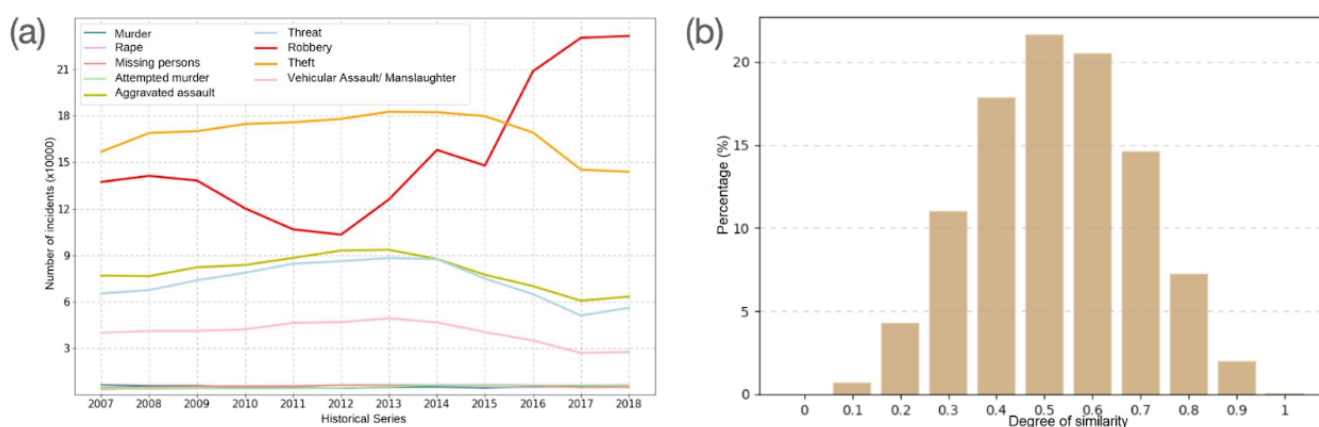 (a)
Murder
Rape
Missing persons
Attempted murder
Aggravated assault
Threat
Robbery
Theft
Vehicular Assault/ Manslaughter
Number of incidents (x10000)
21
18
15
12
9
6
3
2007 2008 2009 2010 2011 2012 2013 2014 2015 2016 2017 2018
Historical Series
(b)
Percentage (%)
20
15
10
5
0
0 0.1 0.2 0.3 0.4 0.5 0.6 0.7 0.8 0.9 1
Degree of similarity